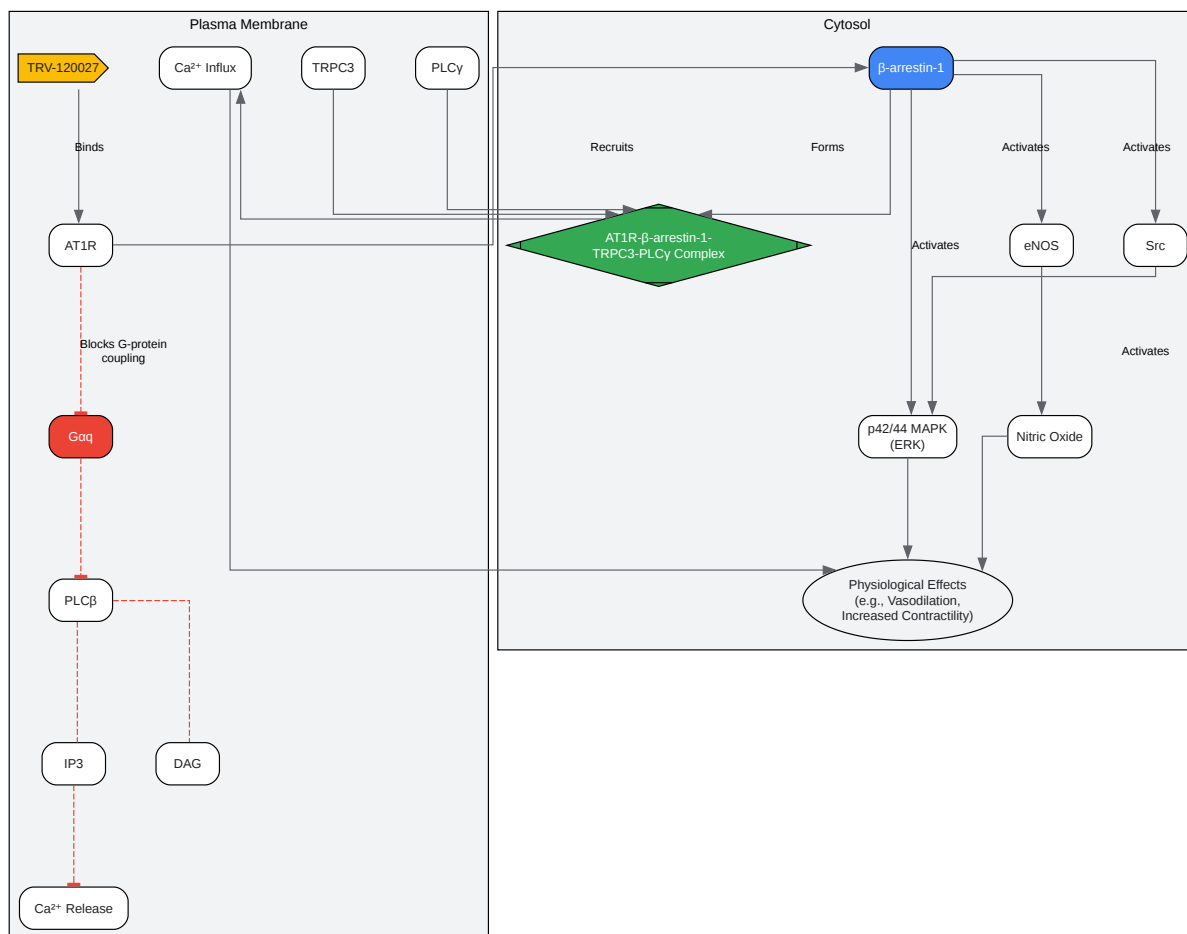 Plasma Membrane
Cytosol
TRV-120027
Ca²⁺ Influx
TRPC3
PLCγ
β-arrestin-1
Binds
Recruits
Forms
Activates
Activates
AT1R
AT1R-β-arrestin-1-
TRPC3-PLCγ Complex
Activates
eNOS
Src
Blocks G-protein
coupling
Activates
Gαq
p42/44 MAPK
(ERK)
Nitric Oxide
PLCβ
Physiological Effects
(e.g., Vasodilation,
Increased Contractility)
IP3
DAG
Ca²⁺ Release